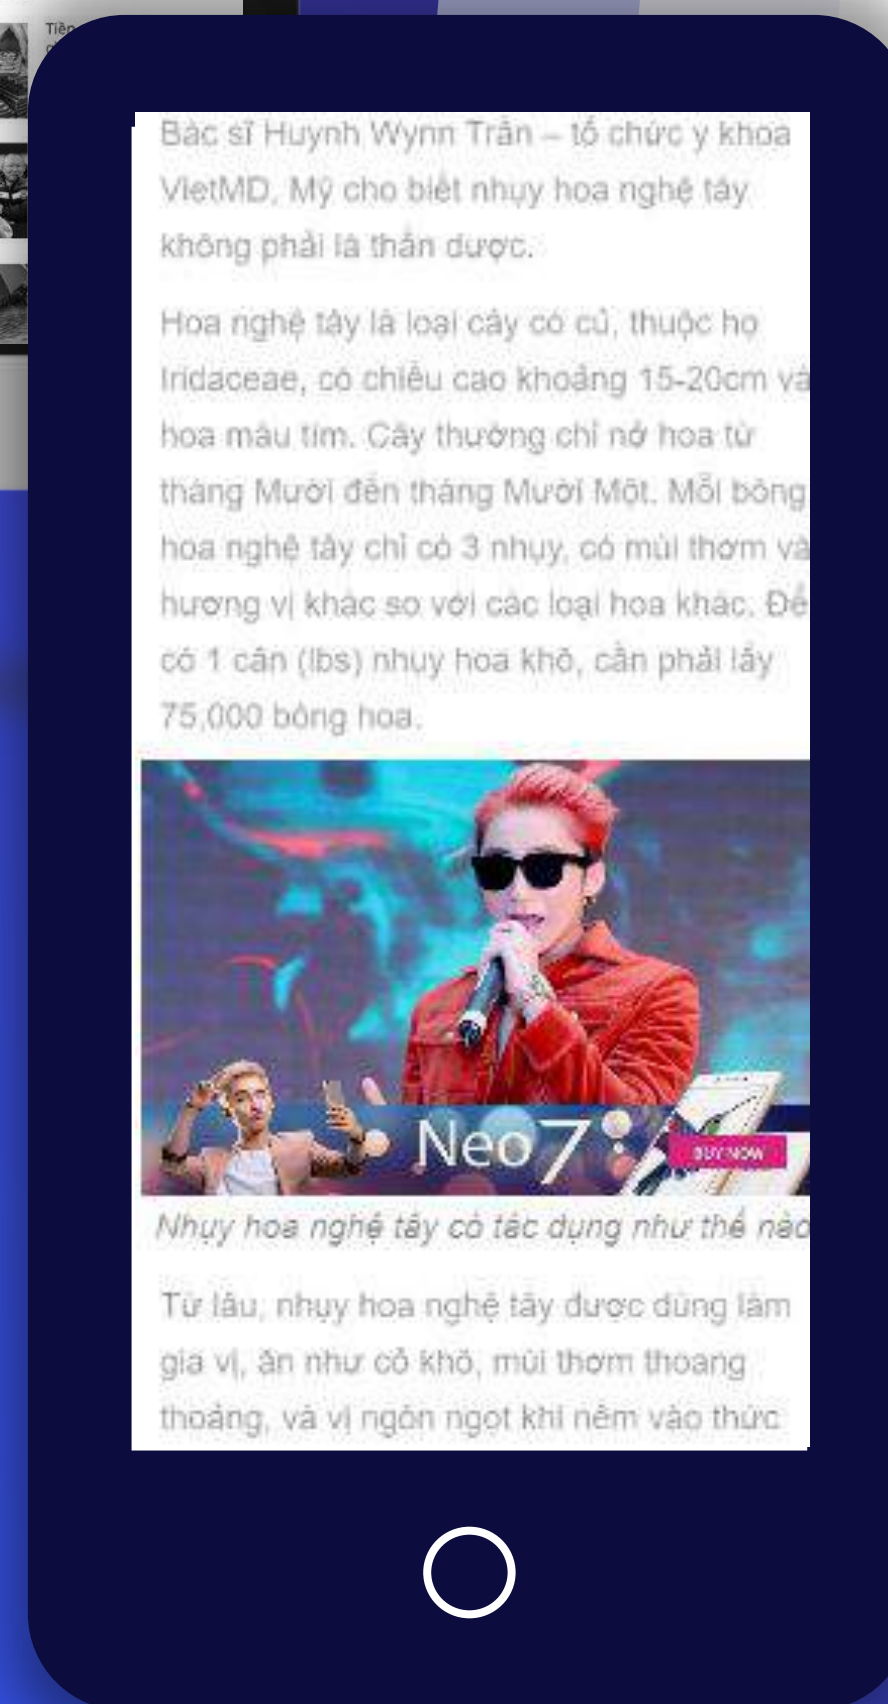 Tiền
Bác sĩ Huynh Wynn Trần – tổ chức y khoa
VietMD, Mỹ cho biết nhụy hoa nghệ tây
không phải là thần dược.
Hoa nghệ tây là loại cây có củ, thuộc họ
Iridaceae, có chiều cao khoảng 15-20cm và
hoa màu tím. Cây thường chỉ nở hoa từ
tháng Mười đến tháng Mười Một. Mỗi bông
hoa nghệ tây chỉ có 3 nhụy, có mùi thơm và
hương vị khác so với các loại hoa khác. Để
có 1 cân (lbs) nhuy hoa khô, cần phải lấy
75,000 bông hoa.
Neo7
BUY NOW
Nhụy hoa nghệ tây có tác dụng như thế nào
Từ lâu, nhụy hoa nghệ tây được dùng làm
gia vị, ăn như cỏ khô, mùi thơm thoang
thoảng, và vị ngòn ngọt khi nêm vào thức